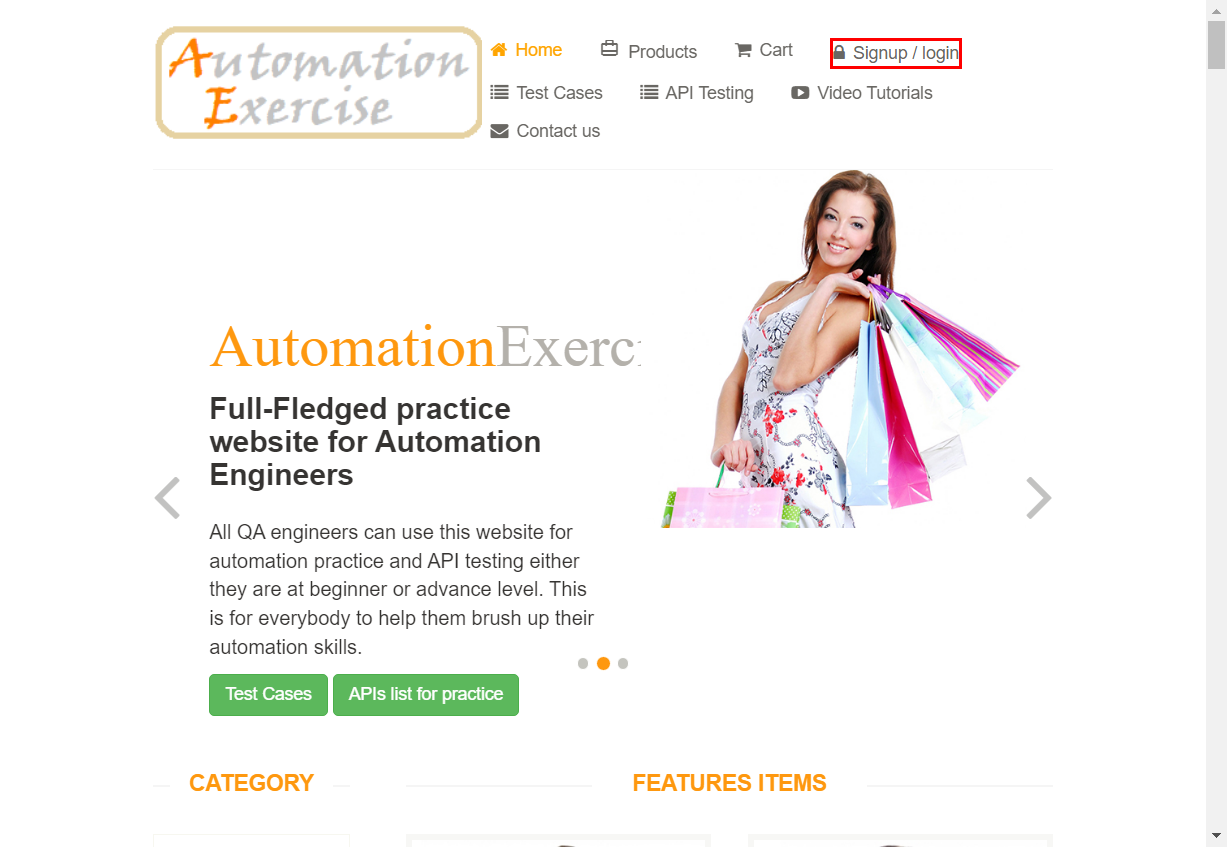 Automation
Exercise
Home Products Cart Signup / login
Test Cases API Testing Video Tutorials
Contact us
AutomationExerc
Full-Fledged practice
website for Automation
Engineers
All QA engineers can use this website for
automation practice and API testing either
they are at beginner or advance level. This
is for everybody to help them brush up their
automation skills.
Test Cases APIs list for practice
CATEGORY FEATURES ITEMS